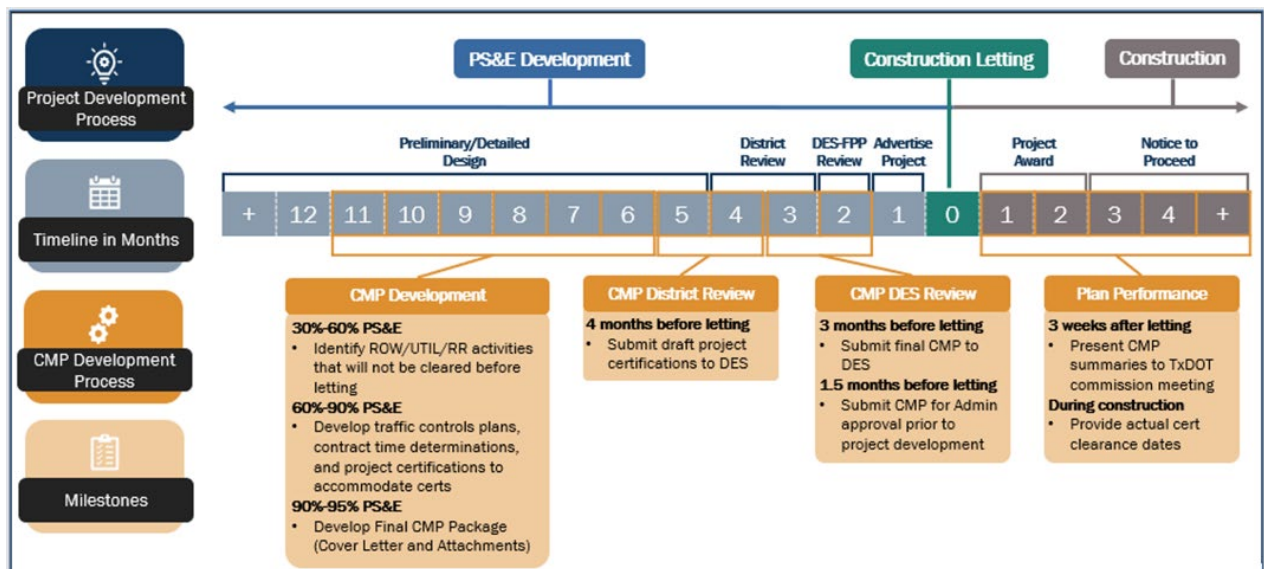 Project Development
Process
Timeline in Months
CMP Development
Process
Milestones
PS&E Development
Construction Letting
Construction
Preliminary/Detailed
Design
District
Review
DES-FPP
Review
Advertise
Project
Project
Award
Notice to
Proceed
+ 12 11 10 9 8 7 6 5 4 3 2 1 0 1 2 3 4 +
CMP Development
30%-60% PS&E
• Identify ROW/UTIL/RR activities
that will not be cleared before
letting
60%-90% PS&E
• Develop traffic controls plans,
contract time determinations,
and project certifications to
accommodate certs
90%-95% PS&E
• Develop Final CMP Package
(Cover Letter and Attachments)
CMP District Review
4 months before letting
• Submit draft project
certifications to DES
CMP DES Review
3 months before letting
• Submit final CMP to
DES
1.5 months before letting
• Submit CMP for Admin
approval prior to
project development
Plan Performance
3 weeks after letting
• Present CMP
summaries to TxDOT
commission meeting
During construction
• Provide actual cert
clearance dates